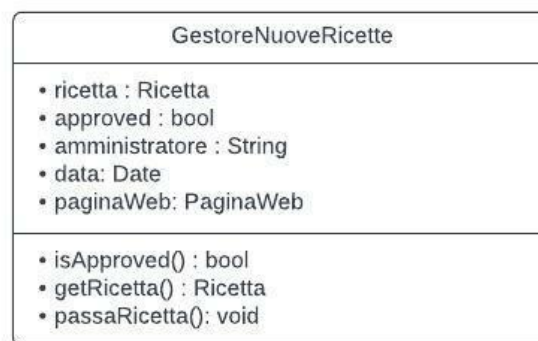 GestoreNuoveRicette
• ricetta : Ricetta
• approved : bool
• amministratore : String
• data: Date
• paginaWeb: PaginaWeb
• isApproved() : bool
• getRicetta() : Ricetta
• passaRicetta(): void